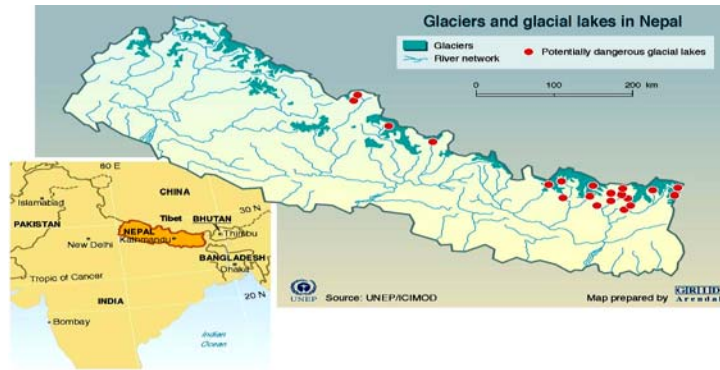 Glaciers and glacial lakes in Nepal
Glaciers
River network
Potentially dangerous glacial lakes
0 100 200 km
80 E
CHINA
Islamabad
Tibet
BHUTAN
30 N
PAKISTAN
NEPAL
New Delhi
Kathmandu
Thimbu
BANGLADESH
Dhaka
Tropic of Cancer
20 N
INDIA
Bombay
Indian
Ocean
UNEP
Source: UNEP/ICIMOD
Map prepared by
GRID
Arendal